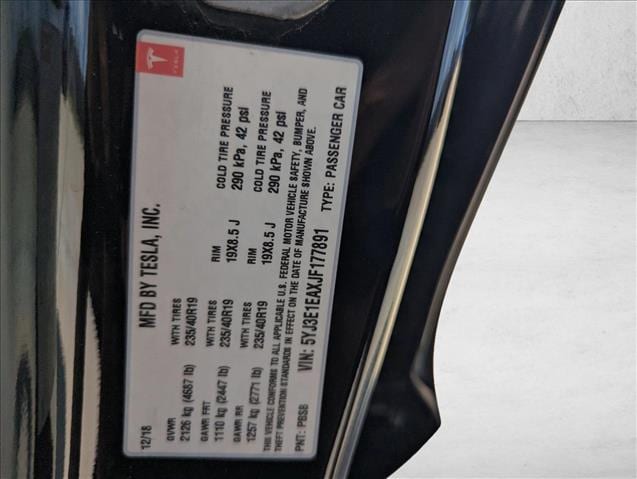 TESLA
MFD BY TESLA, INC.
12/18
GVWR WITH TIRES RIM COLD TIRE PRESSURE
2126 kg (4687 lb) 235/40R19 19X8.5 J 290 kPa, 42 psi
GAWR FRT WITH TIRES RIM COLD TIRE PRESSURE
1110 kg (2447 lb) 235/40R19 19X8.5 J 290 kPa, 42 psi
GAWR RR WITH TIRES
1257 kg (2771 lb) 235/40R19
THIS VEHICLE CONFORMS TO ALL APPLICABLE U.S. FEDERAL MOTOR VEHICLE SAFETY, BUMPER, AND
THEFT PREVENTION STANDARDS IN EFFECT ON THE DATE OF MANUFACTURE SHOWN ABOVE.
VIN: 5YJ3E1EAXJF177891
PNT: PBSB TYPE: PASSENGER CAR